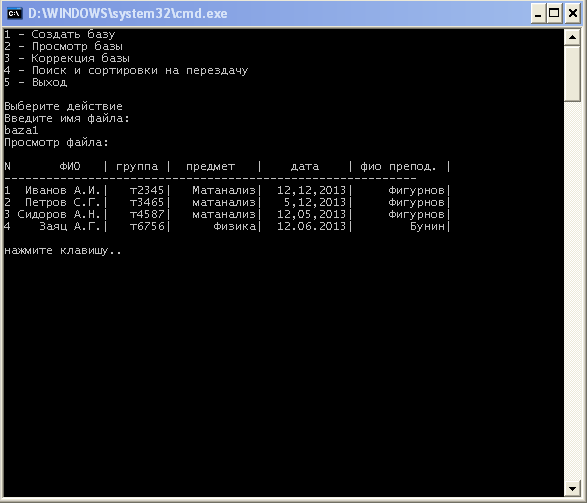 D:\WINDOWS\system32\cmd.exe
1 - Создать базу
2 - Просмотр базы
3 - Коррекция базы
4 - Поиск и сортировки на перездачу
5 - Выход
Выберите действие
Введите имя файла:
baza1
Просмотр файла:
N ФИО | группа | предмет | дата | фио препод. |
-----------------------------------------------------------
1 Иванов А.И.| т2345| Матанализ| 12,12,2013| Фигурнов|
2 Петров С.Г.| т3465| матанализ| 5,12,2013| Фигурнов|
3 Сидоров А.Н.| т4587| матанализ| 12,05,2013| Фигурнов|
4 Заяц А.Г.| т6756| Физика| 12.06.2013| Бунин|
нажмите клавишу..